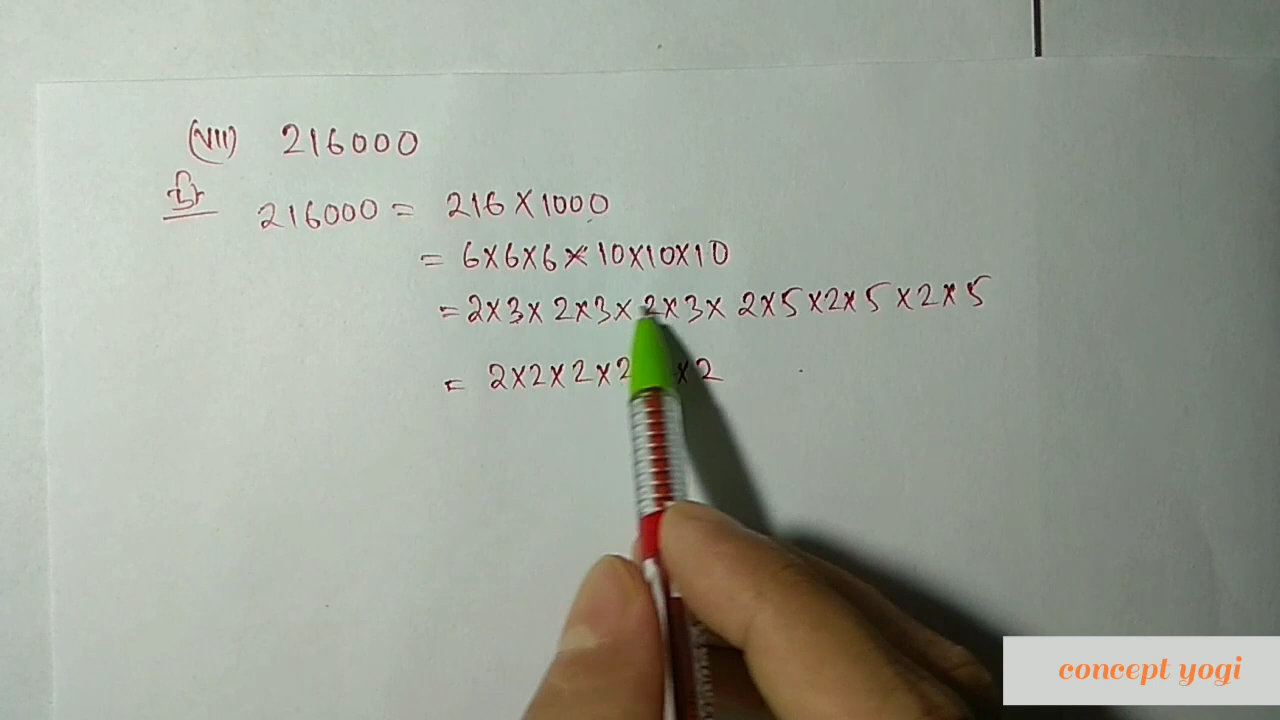 (VII) 216000
216000 = 216 × 1000
= 6×6×6×10×10×10
= 2×3× 2×3× 2×3× 2×5×2×5×2×5
= 2×2×2×2 ×2
concept yogi